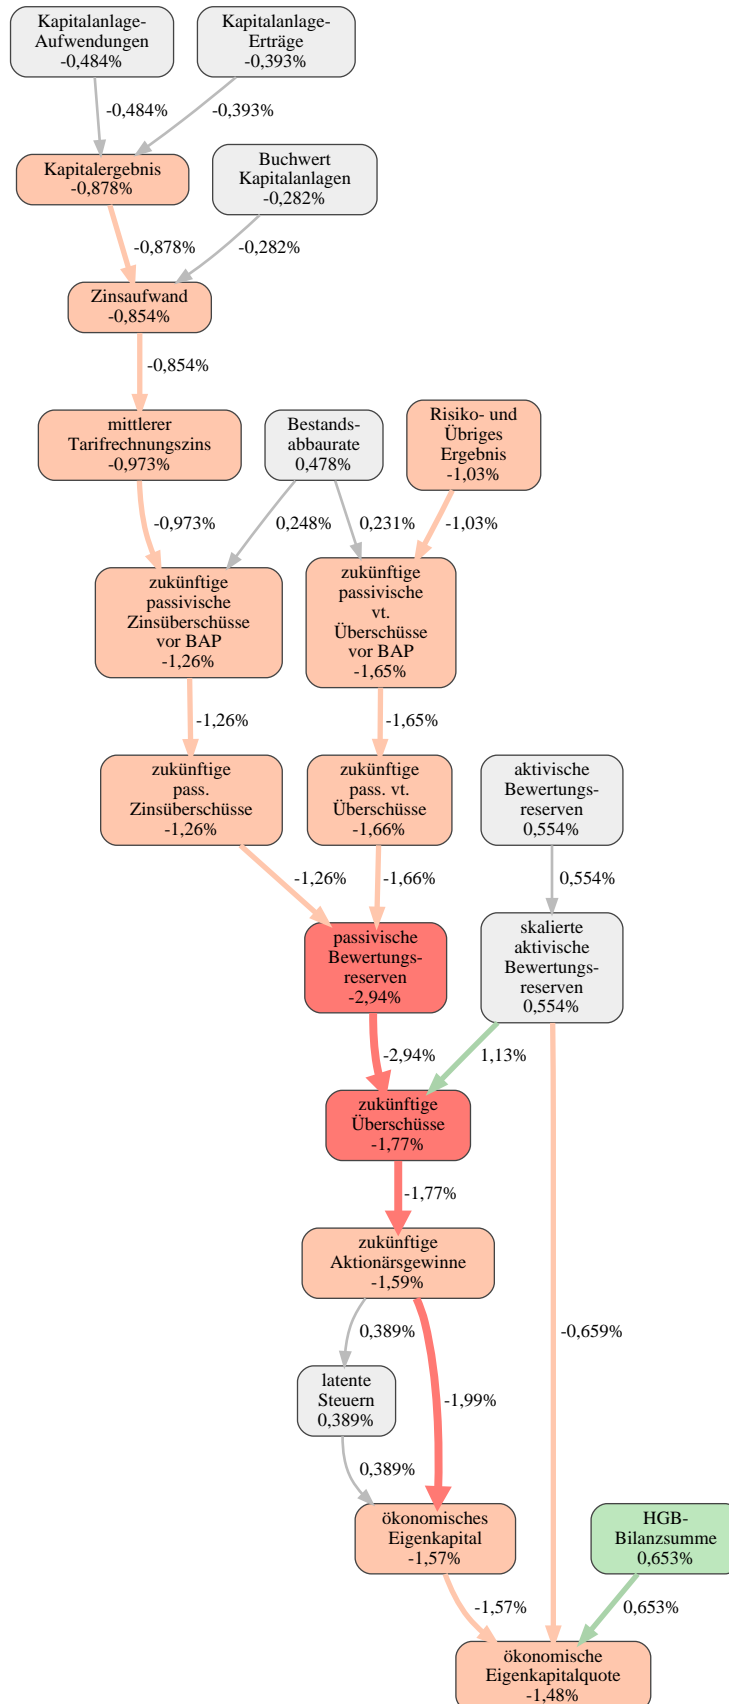 Kapitalanlage-
Aufwendungen
-0,484%
Kapitalanlage-
Erträge
-0,393%
-0,484%
-0,393%
Kapitalergebnis
-0,878%
Buchwert
Kapitalanlagen
-0,282%
-0,878%
-0,282%
Zinsaufwand
-0,854%
-0,854%
mittlerer
Tarifrechnungszins
-0,973%
Bestands-
abbaurate
0,478%
Risiko- und
Übriges
Ergebnis
-1,03%
-0,973%
0,248%
0,231%
-1,03%
zukünftige
passivische
Zinsüberschüsse
vor BAP
-1,26%
zukünftige
passivische
vt.
Überschüsse
vor BAP
-1,65%
-1,26%
-1,65%
zukünftige
pass.
Zinsüberschüsse
-1,26%
zukünftige
pass. vt.
Überschüsse
-1,66%
aktivische
Bewertungs-
reserven
0,554%
-1,26%
-1,66%
0,554%
passivische
Bewertungs-
reserven
-2,94%
skalierte
aktivische
Bewertungs-
reserven
0,554%
-2,94%
1,13%
zukünftige
Überschüsse
-1,77%
-1,77%
zukünftige
Aktionärsgewinne
-1,59%
0,389%
-0,659%
latente
Steuern
0,389%
-1,99%
0,389%
ökonomisches
Eigenkapital
-1,57%
HGB-
Bilanzsumme
0,653%
-1,57%
0,653%
ökonomische
Eigenkapitalquote
-1,48%